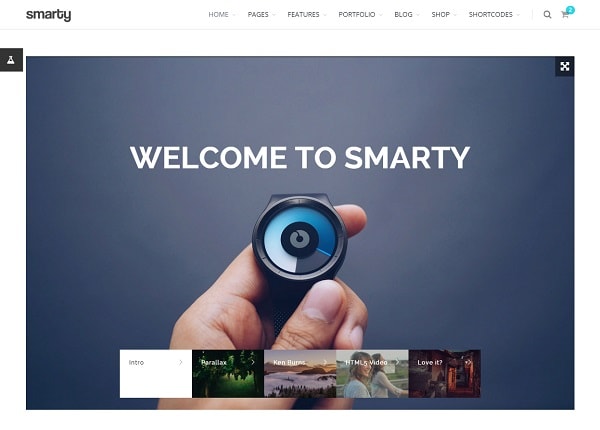 smarty
HOME PAGES FEATURES PORTFOLIO BLOG SHOP SHORTCODES 2
WELCOME TO SMARTY
Intro Parallax Ken Burns HTML5 Video Love it?